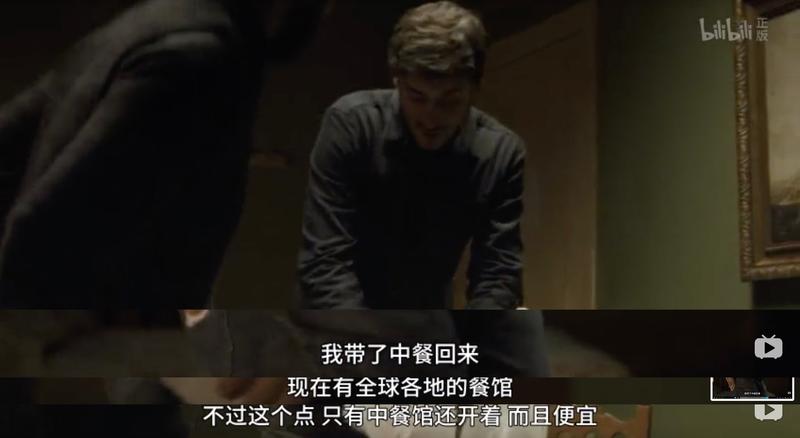 bilibili 正版
我带了中餐回来
现在有全球各地的餐馆
不过这个点 只有中餐馆还开着 而且便宜